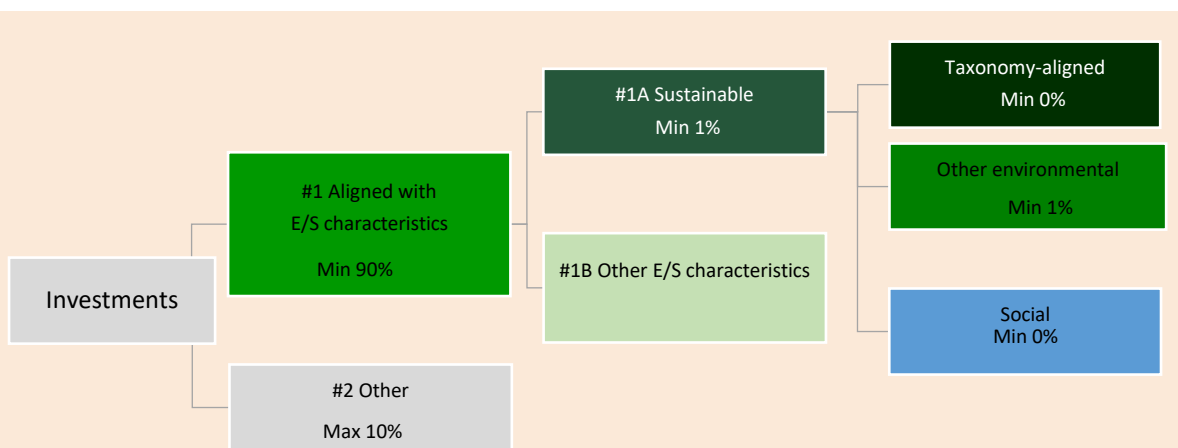 Investments
#1 Aligned with
E/S characteristics
Min 90%
#2 Other
Max 10%
#1A Sustainable
Min 1%
#1B Other E/S characteristics
Taxonomy-aligned
Min 0%
Other environmental
Min 1%
Social
Min 0%